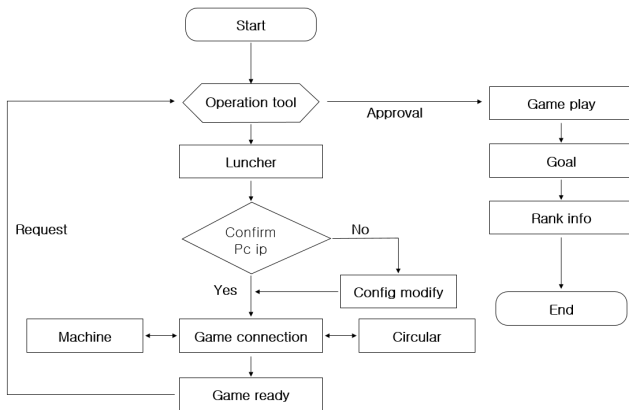 Start
Operation tool
Approval
Game play
Luncher
Goal
Request
Confirm
Pc ip
No
Rank info
Yes
Config modify
End
Machine
Game connection
Circular
Game ready